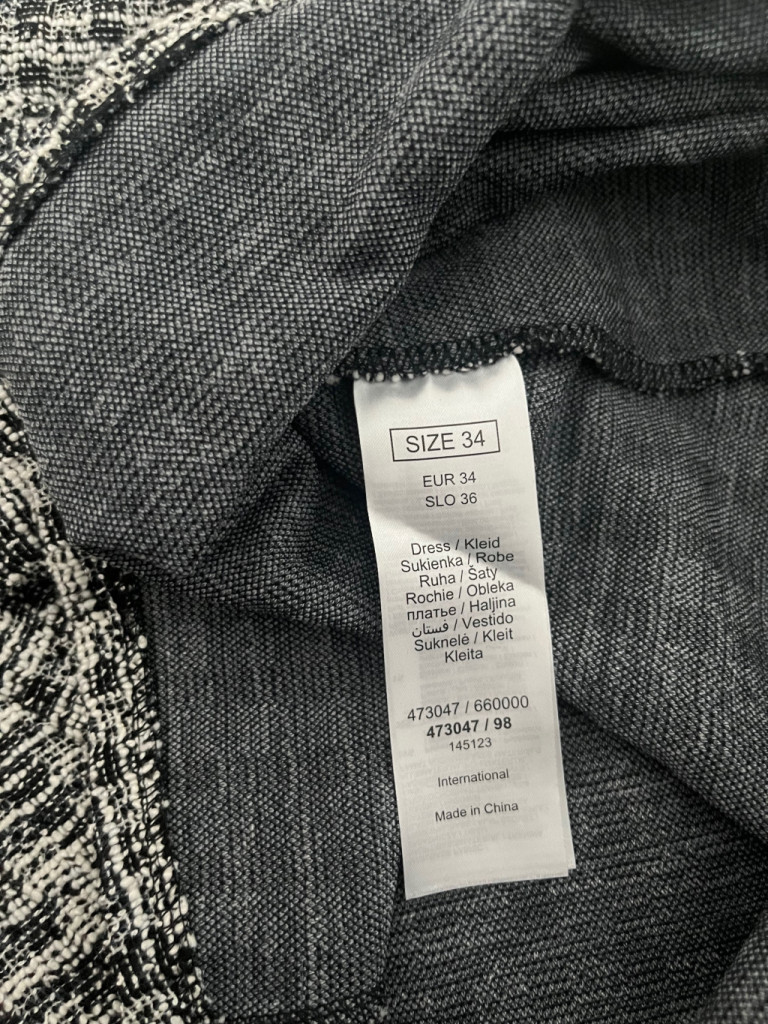 SIZE 34
EUR 34
SLO 36
Dress / Kleid
Sukienka / Robe
Ruha / Šaty
Rochie / Obleka
платье / Haljina
فستان / Vestido
Suknelė / Kleit
Kleita
473047 / 660000
473047 / 98
145123
International
Made in China